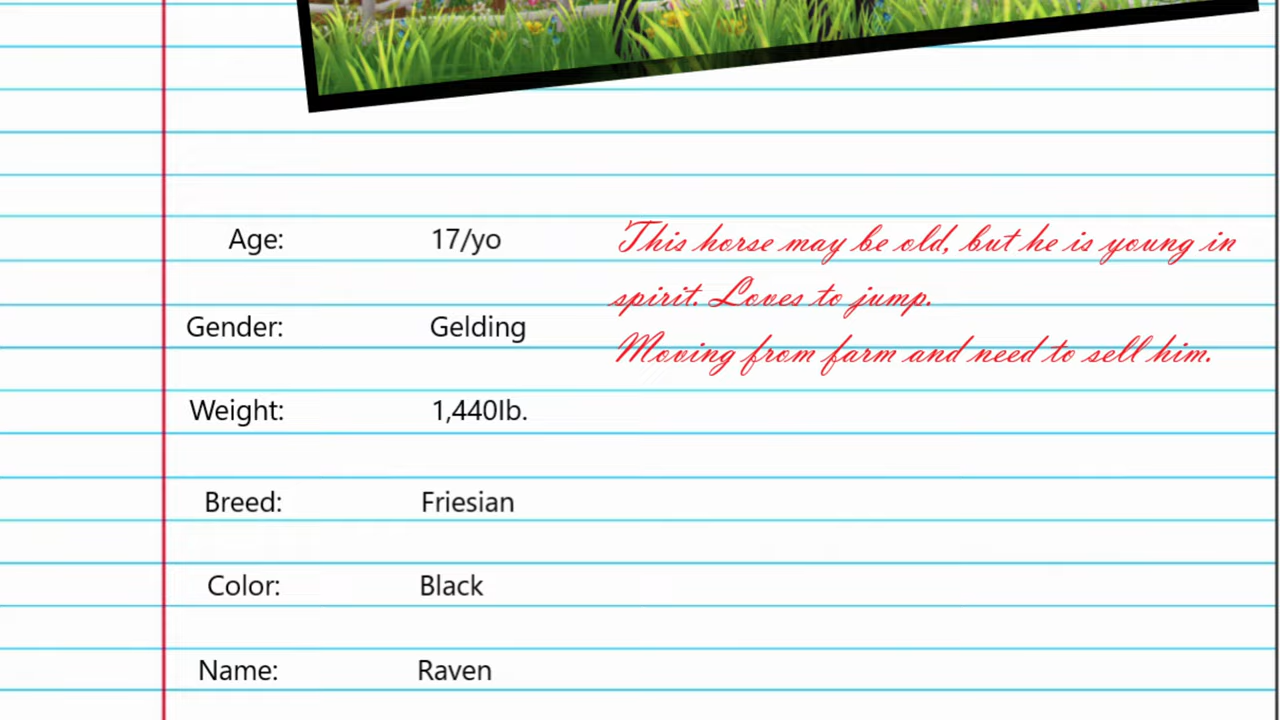 Age: 17/yo
This horse may be old, but he is young in
spirit. Loves to jump.
Gender: Gelding
Moving from farm and need to sell him.
Weight: 1,440lb.
Breed: Friesian
Color: Black
Name: Raven